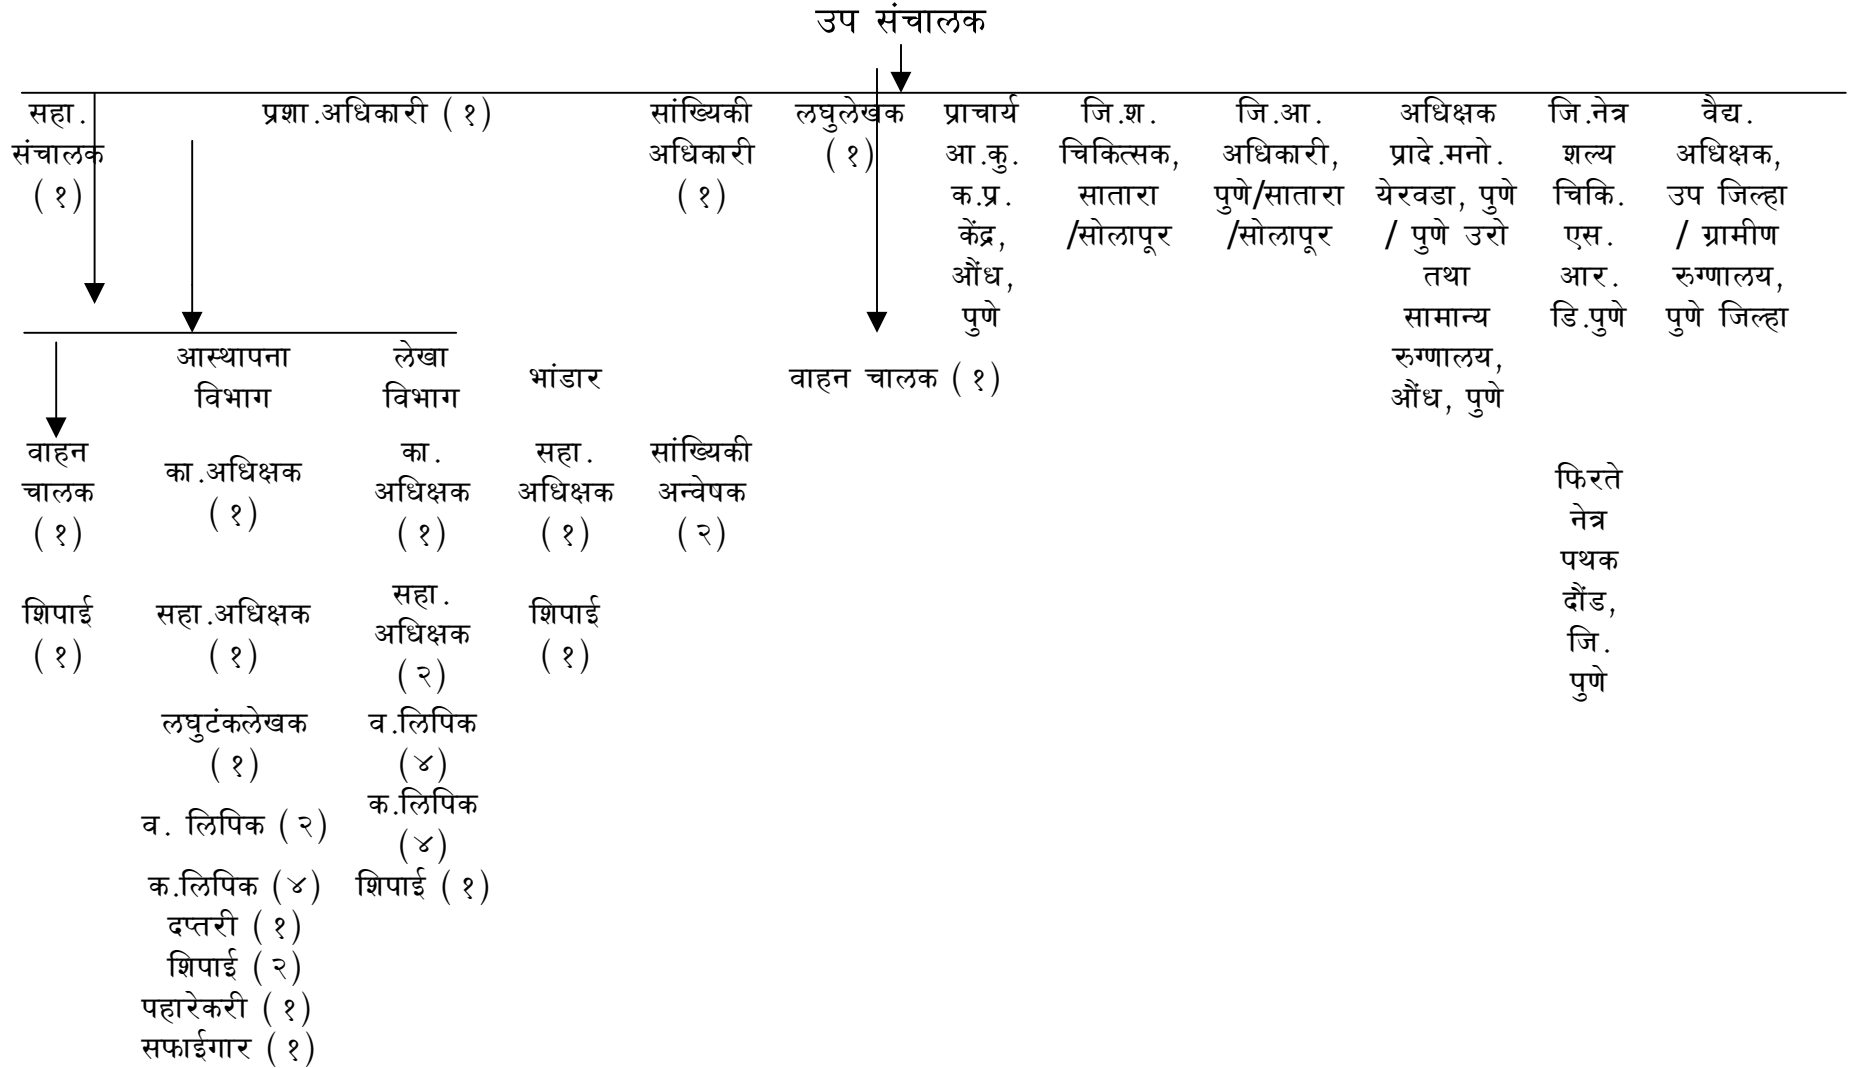 उप संचालक
सहा.
संचालक
(१)
प्रशा.अधिकारी (१)
सांख्यिकी
अधिकारी
(१)
लघुलेखक
(१)
प्राचार्य
आ.कु.
क.प्र.
केंद्र,
औंध,
पुणे
जि.श.
चिकित्सक,
सातारा
/सोलापूर
जि.आ.
अधिकारी,
पुणे/सातारा
/सोलापूर
अधिक्षक
प्रादे.मनो.
येरवडा, पुणे
/ पुणे उरो
तथा
सामान्य
रुग्णालय,
औंध, पुणे
जि.नेत्र
शल्य
चिकि.
एस.
आर.
डि.पुणे
वैद्य.
अधिक्षक,
उप जिल्हा
/ ग्रामीण
रुग्णालय,
पुणे जिल्हा
आस्थापना
विभाग
लेखा
विभाग
भांडार
वाहन चालक (१)
वाहन
चालक
(१)
का.अधिक्षक
(१)
का.
अधिक्षक
(१)
सहा.
अधिक्षक
(१)
सांख्यिकी
अन्वेषक
(२)
फिरते
नेत्र
पथक
दौंड,
जि.
पुणे
शिपाई
(१)
सहा.अधिक्षक
(१)
सहा.
अधिक्षक
(२)
शिपाई
(१)
लघुटंकलेखक
(१)
व.लिपिक
(४)
व. लिपिक (२)
क.लिपिक
(४)
क.लिपिक (४)
शिपाई (१)
दप्तरी (१)
शिपाई (२)
पहारेकरी (१)
सफाईगार (१)